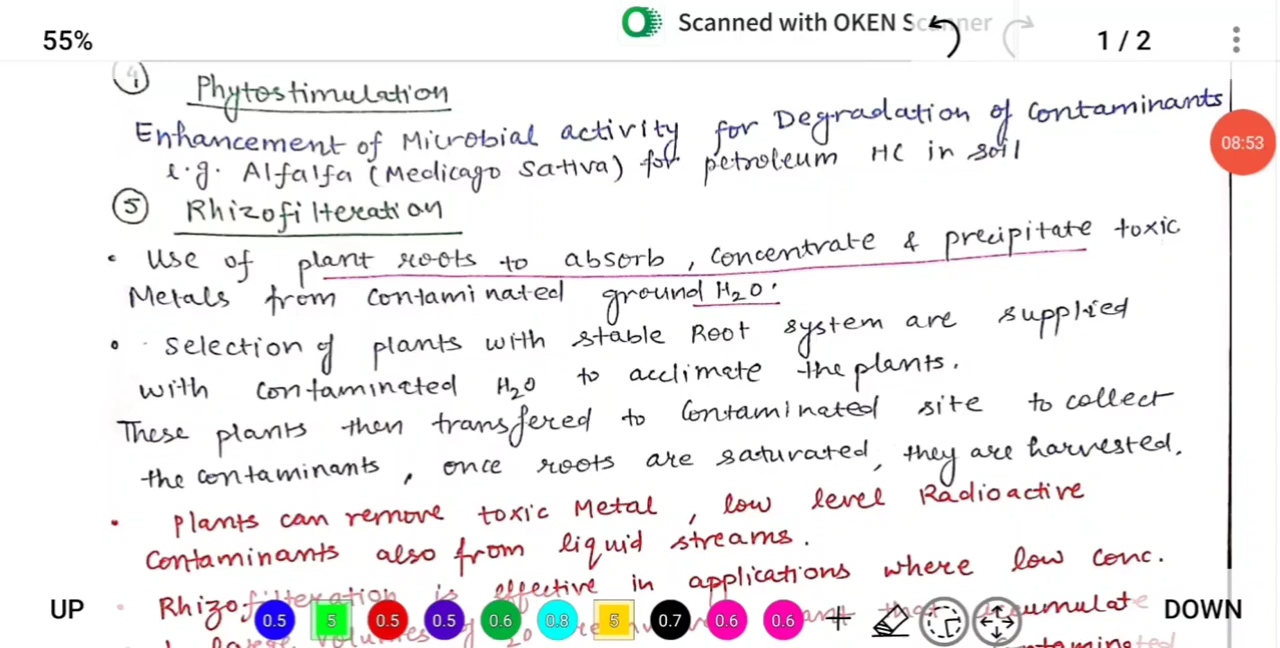 Scanned with OKEN Scanner
55%
1 / 2
08:53
④ Phytostimulation
Enhancement of Microbial activity for Degradation of Contaminants
e.g. Alfalfa (Medicago Sativa) for petroleum HC in soil
⑤ Rhizofilteration
• Use of plant roots to absorb, concentrate & precipitate toxic
Metals from contaminated ground H2O.
• Selection of plants with stable Root system are supplied
with contaminated H2O to acclimate the plants.
These plants then transfered to contaminated site to collect
the contaminants, once roots are saturated, they are harvested.
• Plants can remove toxic Metal, low level Radioactive
Contaminants also from liquid streams.
• Rhizofilteration is effective in applications where low conc.
UP
0.5 5 0.5 0.5 0.6 0.8 5 0.7 0.6 0.6 +
DOWN
large volumes of